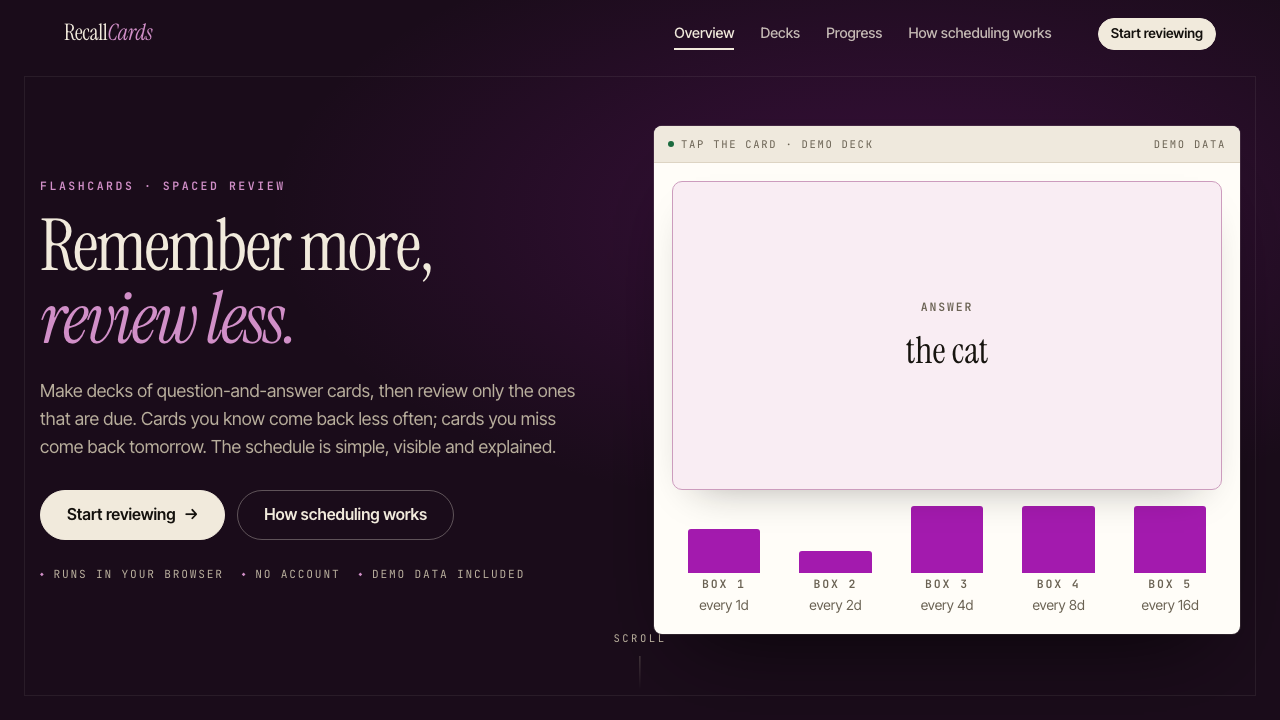 RecallCards
Overview
Decks
Progress
How scheduling works
Start reviewing
FLASHCARDS · SPACED REVIEW
Remember more,
review less.
Make decks of question-and-answer cards, then review only the ones
that are due. Cards you know come back less often; cards you miss
come back tomorrow. The schedule is simple, visible and explained.
Start reviewing →
How scheduling works
RUNS IN YOUR BROWSER
NO ACCOUNT
DEMO DATA INCLUDED
TAP THE CARD · DEMO DECK
DEMO DATA
ANSWER
the cat
BOX 1
every 1d
BOX 2
every 2d
BOX 3
every 4d
BOX 4
every 8d
BOX 5
every 16d
SCROLL